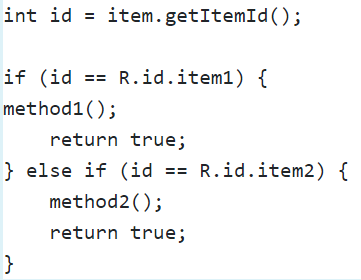 int id = item.getItemId();

if (id == R.id.item1) {
method1();
    return true;
} else if (id == R.id.item2) {
    method2();
    return true;
}